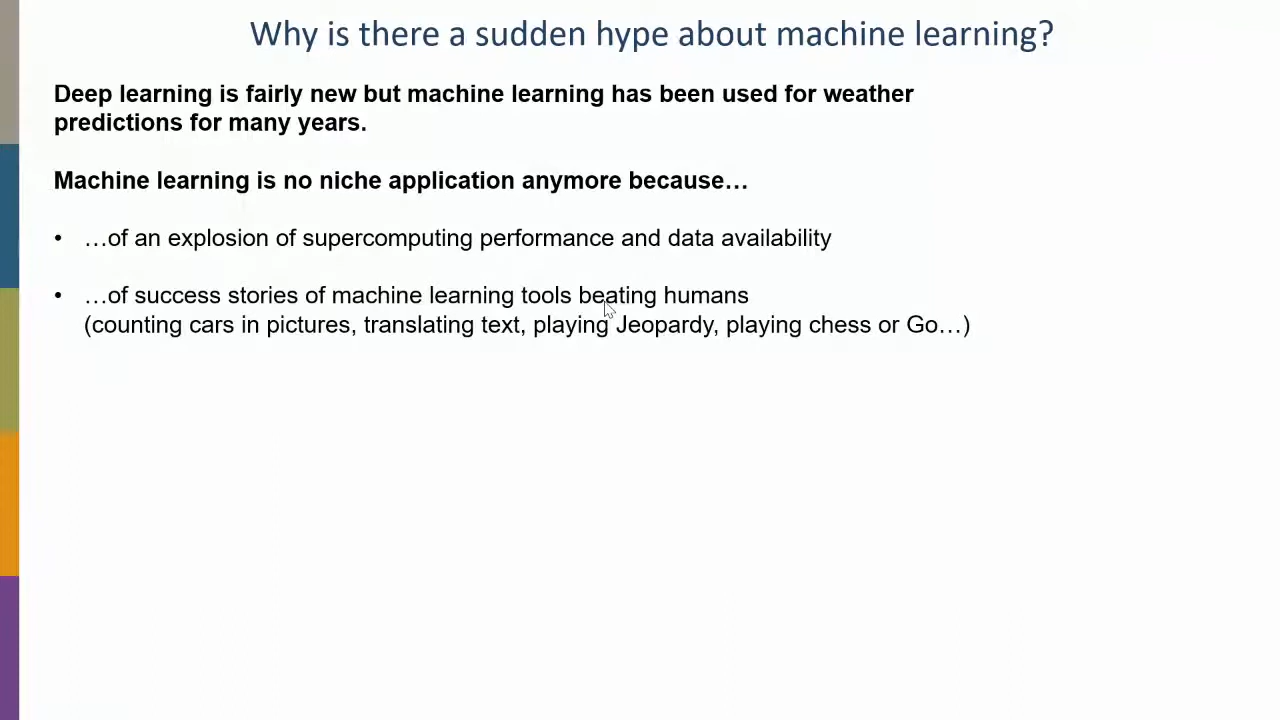 Why is there a sudden hype about machine learning?
Deep learning is fairly new but machine learning has been used for weather
predictions for many years.
Machine learning is no niche application anymore because…
• …of an explosion of supercomputing performance and data availability
• …of success stories of machine learning tools beating humans
(counting cars in pictures, translating text, playing Jeopardy, playing chess or Go…)